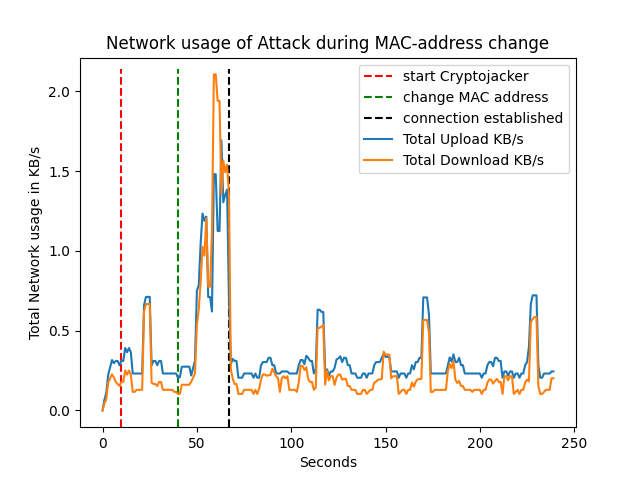 Network usage of Attack during MAC-address change
Total Network usage in KB/s
2.0
1.5
1.0
0.5
0.0
start Cryptojacker
change MAC address
connection established
Total Upload KB/s
Total Download KB/s
0 50 100 150 200 250
Seconds